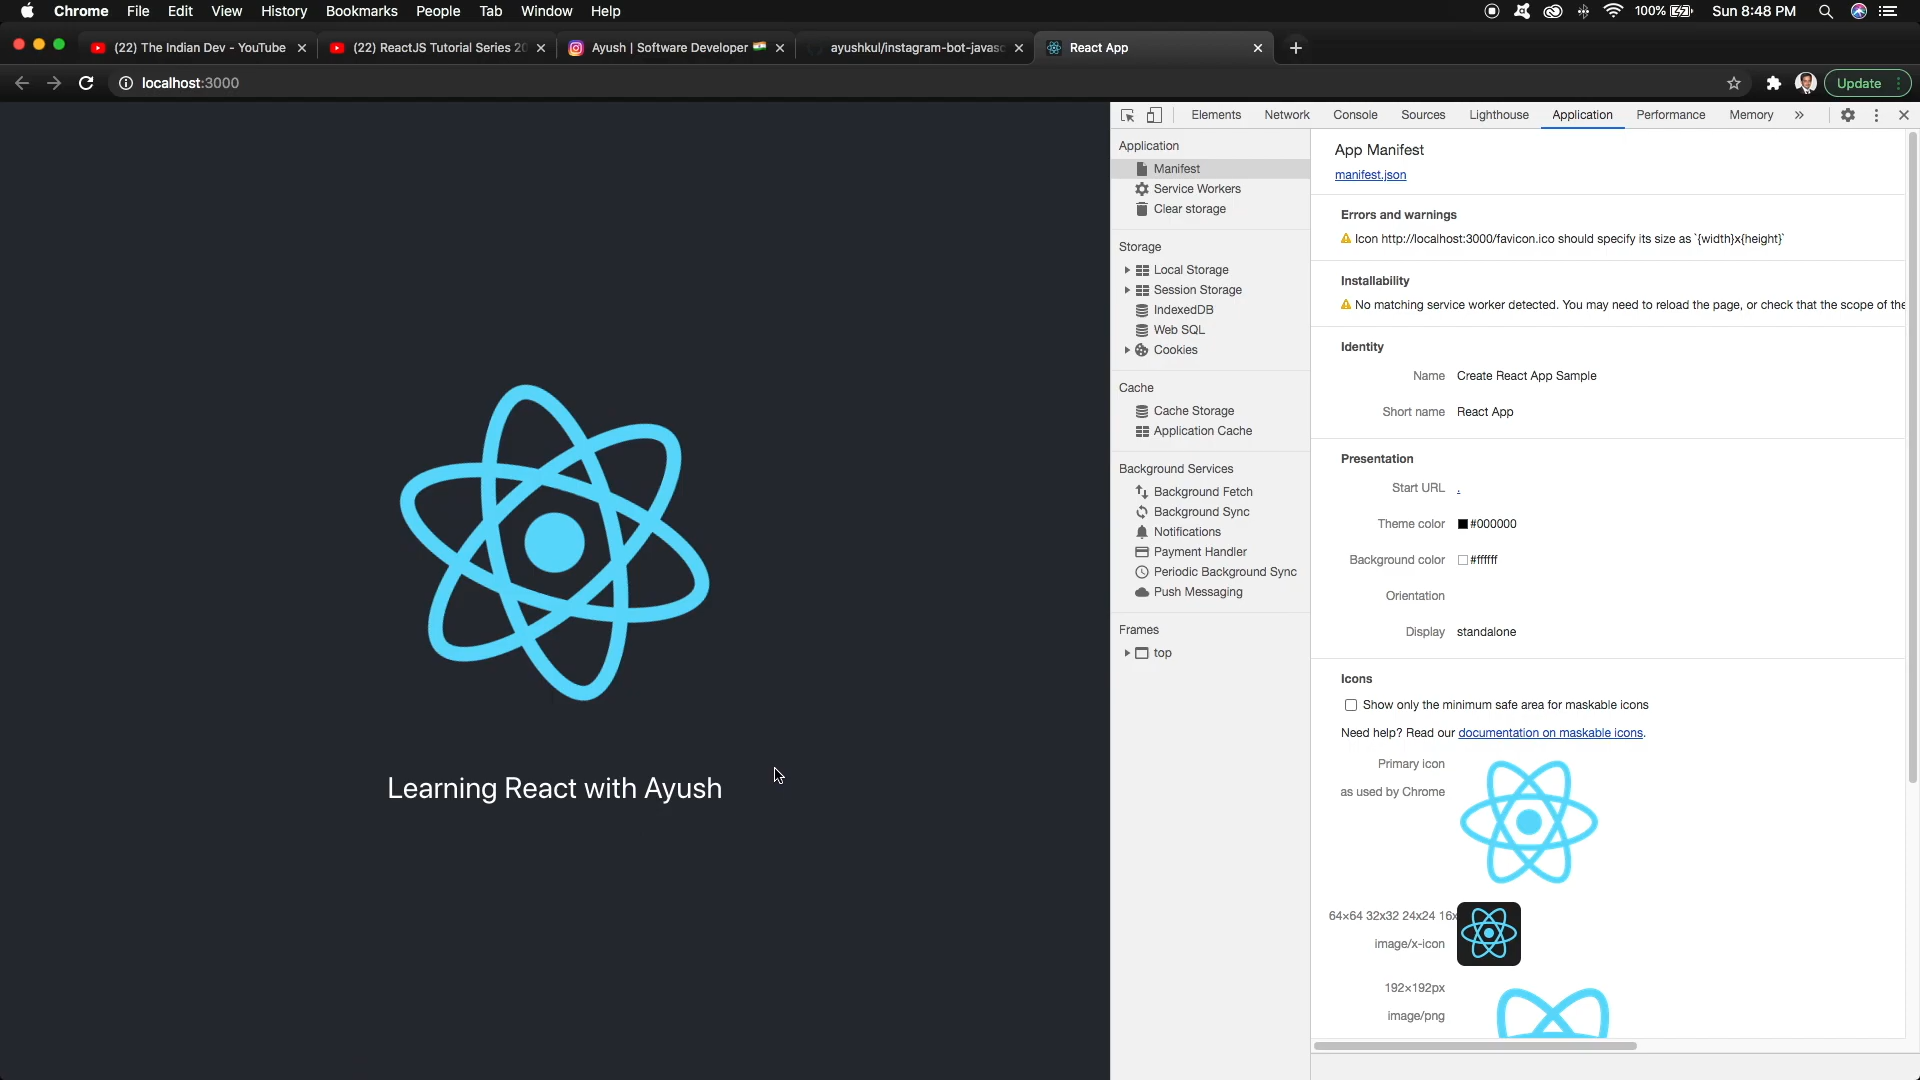 Chrome File Edit View History Bookmarks People Tab Window Help 100% Sun 8:48 PM
(22) The Indian Dev - YouTube (22) ReactJS Tutorial Series 20 Ayush | Software Developer ayushkul/instagram-bot-javasc React App
localhost:3000 Update
Elements Network Console Sources Lighthouse Application Performance Memory
Application
Manifest
Service Workers
Clear storage
Storage
Local Storage
Session Storage
IndexedDB
Web SQL
Cookies
Cache
Cache Storage
Application Cache
Background Services
Background Fetch
Background Sync
Notifications
Payment Handler
Periodic Background Sync
Push Messaging
Frames
top
App Manifest
manifest.json
Errors and warnings
Icon http://localhost:3000/favicon.ico should specify its size as `{width}x{height}`
Installability
No matching service worker detected. You may need to reload the page, or check that the scope of the
Identity
Name Create React App Sample
Short name React App
Presentation
Start URL .
Theme color #000000
Background color #ffffff
Orientation
Display standalone
Icons
Show only the minimum safe area for maskable icons
Need help? Read our documentation on maskable icons.
Primary icon
as used by Chrome
64×64 32x32 24x24 16x
image/x-icon
192×192px
image/png
Learning React with Ayush